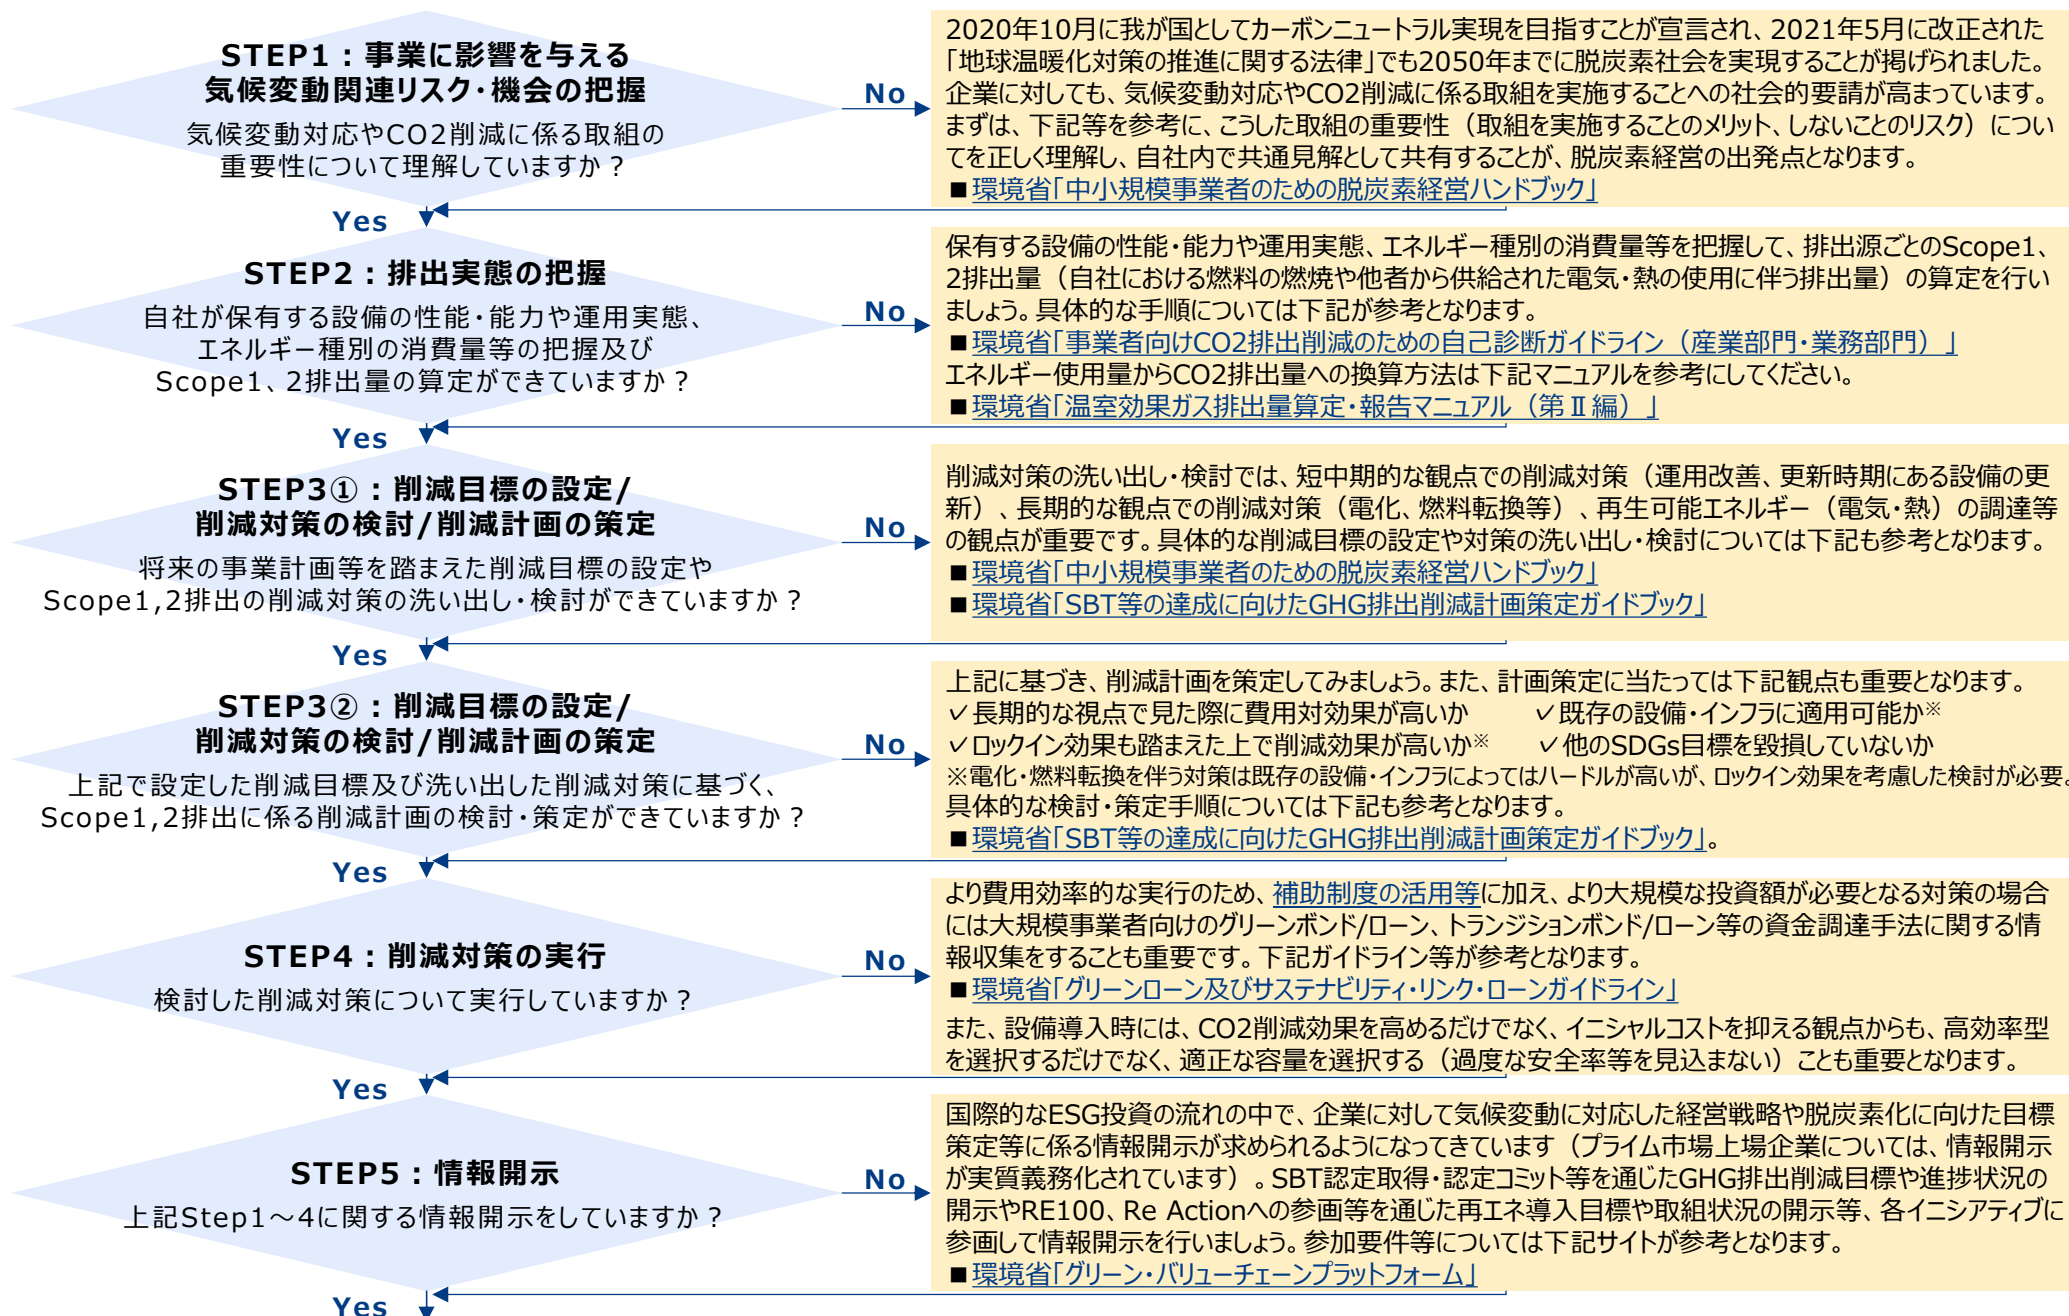 STEP1：事業に影響を与える
気候変動関連リスク・機会の把握
気候変動対応やCO2削減に係る取組の
重要性について理解していますか？
No
2020年10月に我が国としてカーボンニュートラル実現を目指すことが宣言され、2021年5月に改正された
「地球温暖化対策の推進に関する法律」でも2050年までに脱炭素社会を実現することが掲げられました。
企業に対しても、気候変動対応やCO2削減に係る取組を実施することへの社会的要請が高まっています。
まずは、下記等を参考に、こうした取組の重要性（取組を実施することのメリット、しないことのリスク）につい
てを正しく理解し、自社内で共通見解として共有することが、脱炭素経営の出発点となります。
■環境省「中小規模事業者のための脱炭素経営ハンドブック」
Yes
STEP2：排出実態の把握
自社が保有する設備の性能・能力や運用実態、
エネルギー種別の消費量等の把握及び
Scope1、2排出量の算定ができていますか？
No
保有する設備の性能・能力や運用実態、エネルギー種別の消費量等を把握して、排出源ごとのScope1、
2排出量（自社における燃料の燃焼や他者から供給された電気・熱の使用に伴う排出量）の算定を行い
ましょう。具体的な手順については下記が参考となります。
■環境省「事業者向けCO2排出削減のための自己診断ガイドライン（産業部門・業務部門）」
エネルギー使用量からCO2排出量への換算方法は下記マニュアルを参考にしてください。
■環境省「温室効果ガス排出量算定・報告マニュアル（第Ⅱ編）」
Yes
STEP3①：削減目標の設定/
削減対策の検討/削減計画の策定
将来の事業計画等を踏まえた削減目標の設定や
Scope1,2排出の削減対策の洗い出し・検討ができていますか？
No
削減対策の洗い出し・検討では、短中期的な観点での削減対策（運用改善、更新時期にある設備の更
新）、長期的な観点での削減対策（電化、燃料転換等）、再生可能エネルギー（電気・熱）の調達等
の観点が重要です。具体的な削減目標の設定や対策の洗い出し・検討については下記も参考となります。
■環境省「中小規模事業者のための脱炭素経営ハンドブック」
■環境省「SBT等の達成に向けたGHG排出削減計画策定ガイドブック」
Yes
STEP3②：削減目標の設定/
削減対策の検討/削減計画の策定
上記で設定した削減目標及び洗い出した削減対策に基づく、
Scope1,2排出に係る削減計画の検討・策定ができていますか？
No
上記に基づき、削減計画を策定してみましょう。また、計画策定に当たっては下記観点も重要となります。
✓長期的な視点で見た際に費用対効果が高いか　✓既存の設備・インフラに適用可能か※
✓ロックイン効果も踏まえた上で削減効果が高いか※　✓他のSDGs目標を毀損していないか
※電化・燃料転換を伴う対策は既存の設備・インフラによってはハードルが高いが、ロックイン効果を考慮した検討が必要。
具体的な検討・策定手順については下記も参考となります。
■環境省「SBT等の達成に向けたGHG排出削減計画策定ガイドブック」。
Yes
STEP4：削減対策の実行
検討した削減対策について実行していますか？
No
より費用効率的な実行のため、補助制度の活用等に加え、より大規模な投資額が必要となる対策の場合
には大規模事業者向けのグリーンボンド/ローン、トランジションボンド/ローン等の資金調達手法に関する情
報収集をすることも重要です。下記ガイドライン等が参考となります。
■環境省「グリーンローン及びサステナビリティ・リンク・ローンガイドライン」
また、設備導入時には、CO2削減効果を高めるだけでなく、イニシャルコストを抑える観点からも、高効率型
を選択するだけでなく、適正な容量を選択する（過度な安全率等を見込まない）ことも重要となります。
Yes
STEP5：情報開示
上記Step1～4に関する情報開示をしていますか？
No
国際的なESG投資の流れの中で、企業に対して気候変動に対応した経営戦略や脱炭素化に向けた目標
策定等に係る情報開示が求められるようになってきています（プライム市場上場企業については、情報開示
が実質義務化されています）。SBT認定取得・認定コミット等を通じたGHG排出削減目標や進捗状況の
開示やRE100、Re Actionへの参画等を通じた再エネ導入目標や取組状況の開示等、各イニシアティブに
参画して情報開示を行いましょう。参加要件等については下記サイトが参考となります。
■環境省「グリーン・バリューチェーンプラットフォーム」
Yes